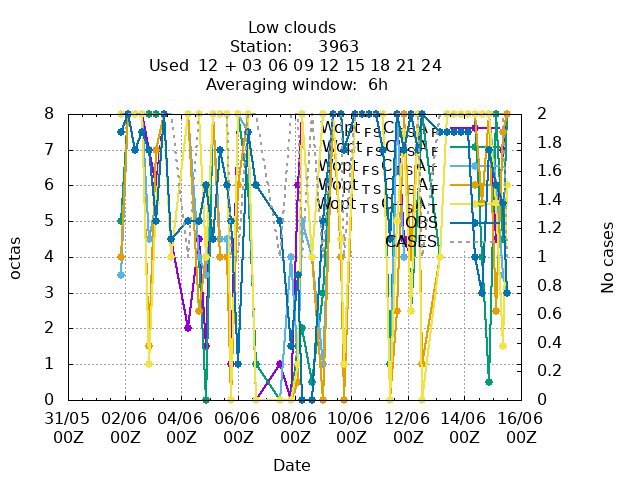 Low clouds
Station: 3963
Used 12 + 03 06 09 12 15 18 21 24
Averaging window: 6h
8
7
6
5
4
3
2
1
0
octas
2
1.8
1.6
1.4
1.2
1
0.8
0.6
0.4
0.2
0
No cases
OBS
CASES
31/05 02/06 04/06 06/06 08/06 10/06 12/06 14/06 16/06
00Z 00Z 00Z 00Z 00Z 00Z 00Z 00Z 00Z
Date